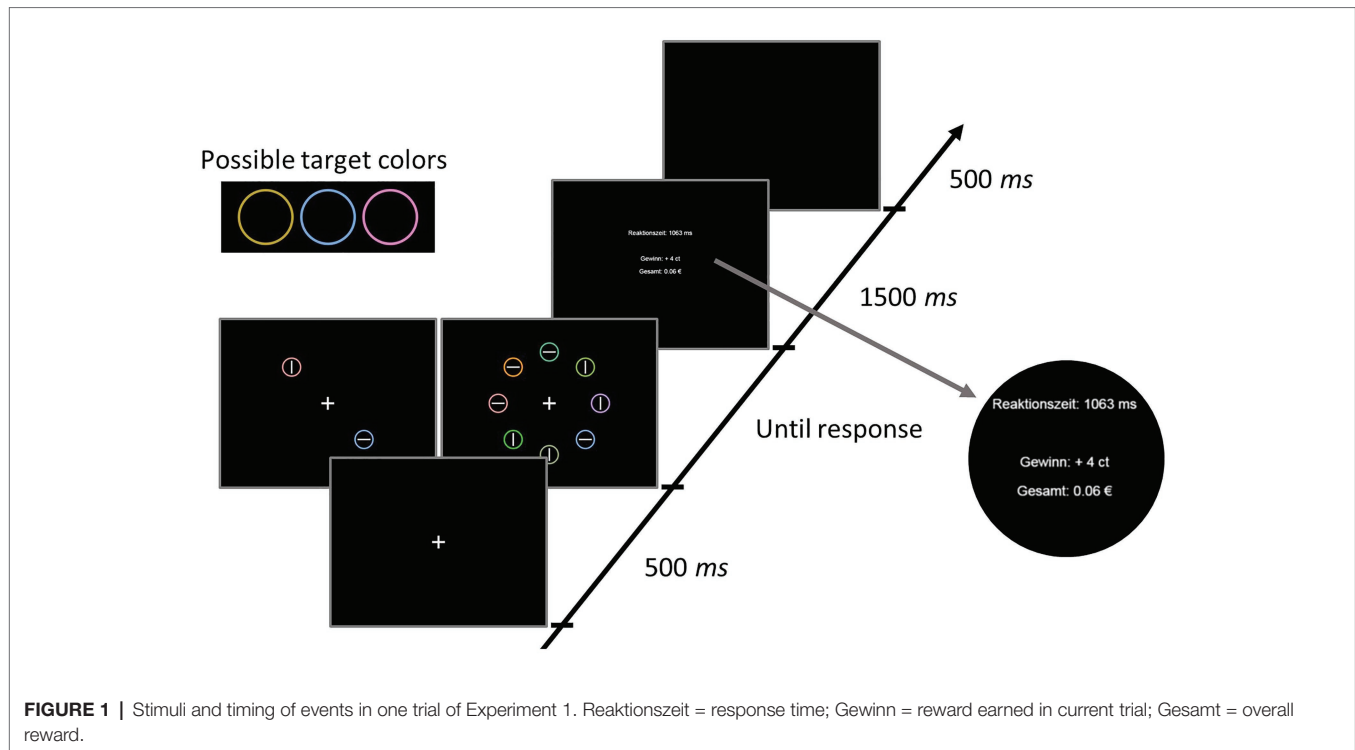 Possible target colors
500 ms
Reaktionszeit: 1063 ms
Gewinn: + 4 ct
Gesamt: 0.06 €
1500 ms
Until response
Reaktionszeit: 1063 ms
Gewinn: + 4 ct
Gesamt: 0.06 €
500 ms
FIGURE 1 | Stimuli and timing of events in one trial of Experiment 1. Reaktionszeit = response time; Gewinn = reward earned in current trial; Gesamt = overall
reward.